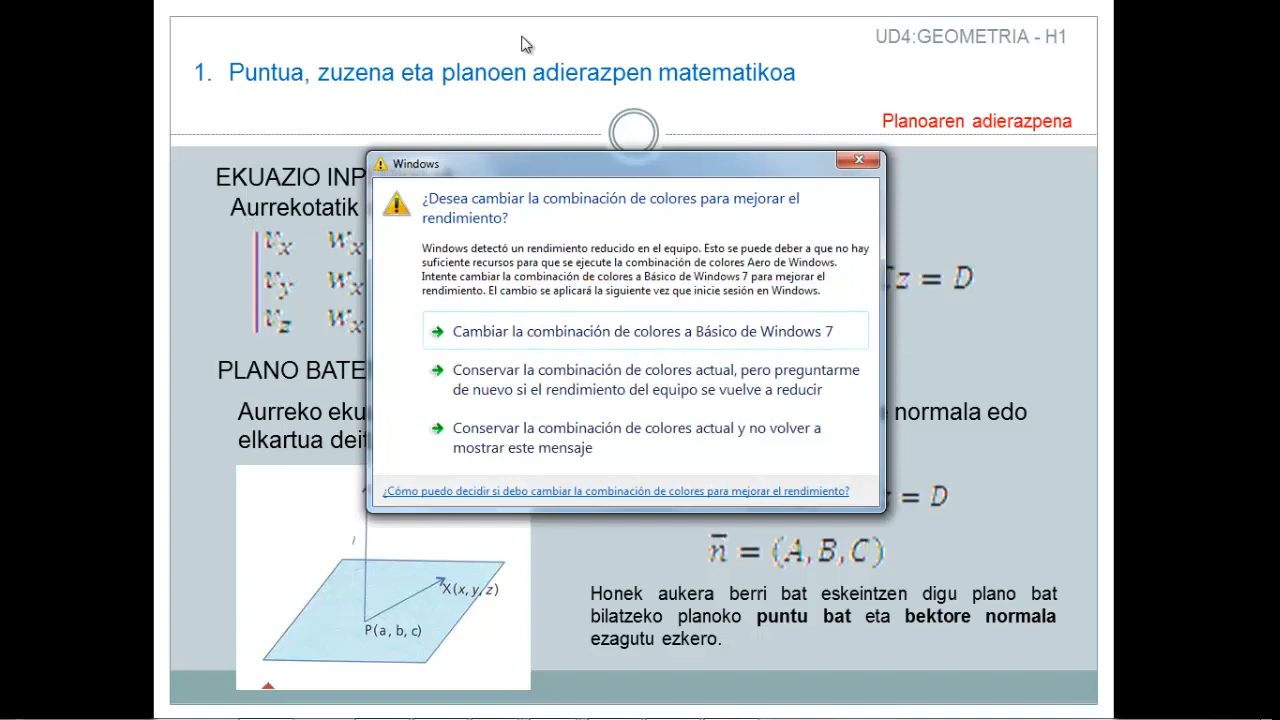 UD4:GEOMETRIA - H1
1. Puntua, zuzena eta planoen adierazpen matematikoa
Planoaren adierazpena
EKUAZIO
Aurrekotatik
Windows
¿Desea cambiar la combinación de colores para mejorar el
rendimiento?
Windows detectó un rendimiento reducido en el equipo. Esto se puede deber a que no hay
suficiente recursos para que se ejecute la combinación de colores Aero de Windows.
Intente cambiar la combinación de colores a Básico de Windows 7 para mejorar el
rendimiento. El cambio se aplicará la siguiente vez que inicie sesión en Windows.
Cambiar la combinación de colores a Básico de Windows 7
Conservar la combinación de colores actual, pero preguntarme
de nuevo si el rendimiento del equipo se vuelve a reducir
Conservar la combinación de colores actual y no volver a
mostrar este mensaje
¿Cómo puedo decidir si debo cambiar la combinación de colores para mejorar el rendimiento?
v_x w_x
v_y w_x
v_z w_x
z = D
PLANO
Aurreko normala edo
elkartua
= D
n̅ = (A, B, C)
X(x, y, z)
P(a, b, c)
Honek aukera berri bat eskeintzen digu plano bat
bilatzeko planoko puntu bat eta bektore normala
ezagutu ezkero.